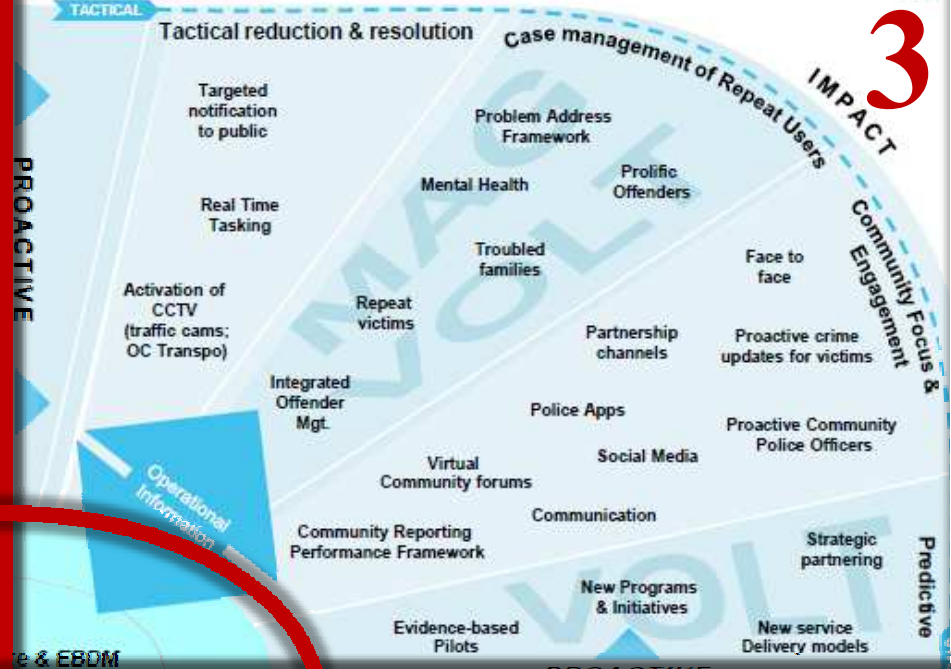 TACTICAL
Tactical reduction & resolution
Case management of Repeat Users
IMPACT
3
Targeted
notification
to public
Problem Address
Framework
Mental Health
Prolific
Offenders
PROACTIVE
Real Time
Tasking
Troubled
families
Community Focus &
Engagement
Face to
face
MAG
VOLT
Activation of
CCTV
(traffic cams;
OC Transpo)
Repeat
victims
Partnership
channels
Proactive crime
updates for victims
Integrated
Offender
Mgt.
Police Apps
Proactive Community
Police Officers
Social Media
Virtual
Community forums
Operational
Information
Communication
Community Reporting
Performance Framework
Strategic
partnering
Predictive
VOLT
New Programs
& Initiatives
Evidence-based
Pilots
New service
Delivery models
& EBDM